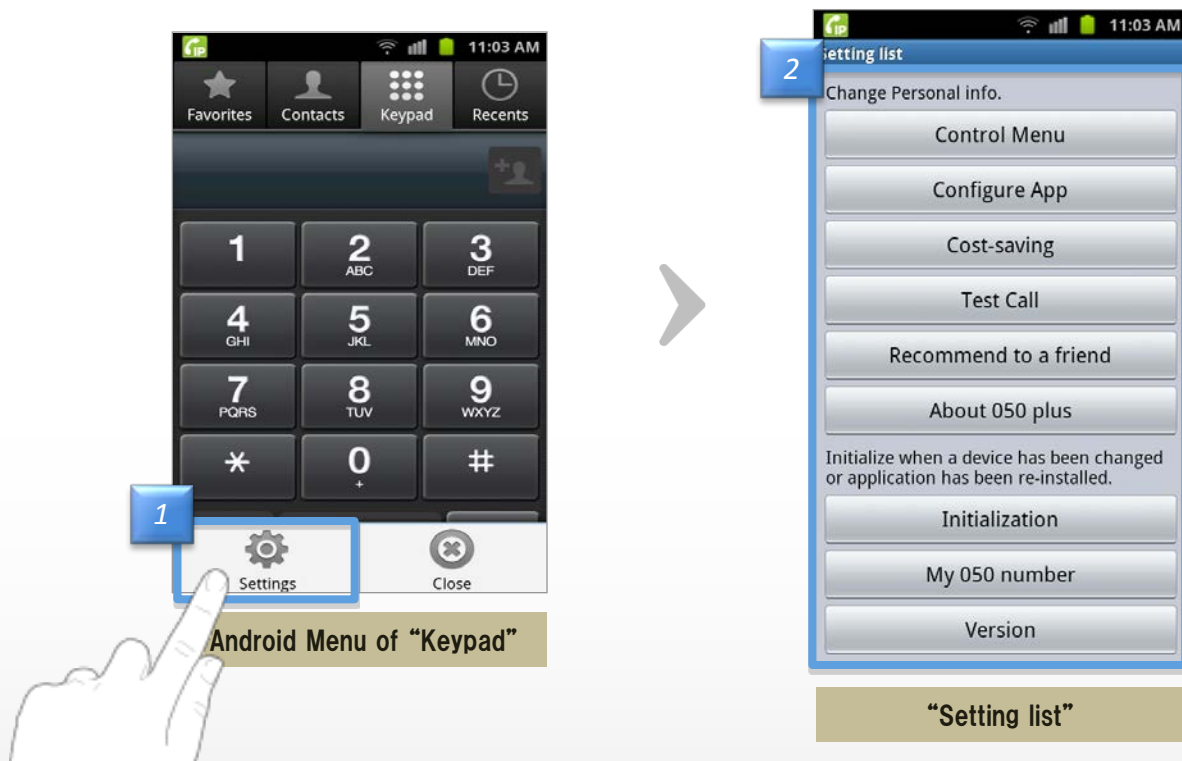 IP 11:03 AM
Favorites Contacts Keypad Recents
+
1 2 3
ABC DEF
4 5 6
GHI JKL MNO
7 8 9
PQRS TUV WXYZ
* 0 #
+
1
Settings Close
Android Menu of “Keypad”
IP 11:03 AM
2
etting list
Change Personal info.
Control Menu
Configure App
Cost-saving
Test Call
Recommend to a friend
About 050 plus
Initialize when a device has been changed
or application has been re-installed.
Initialization
My 050 number
Version
“Setting list”